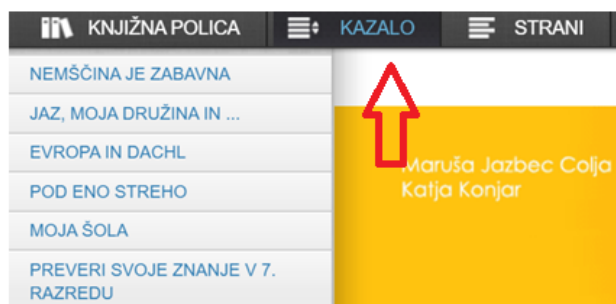 KNJIŽNA POLICA KAZALO STRANI
NEMŠČINA JE ZABAVNA
JAZ, MOJA DRUŽINA IN ...
EVROPA IN DACHL
POD ENO STREHO
MOJA ŠOLA
PREVERI SVOJE ZNANJE V 7.
RAZREDU
Maruša Jazbec Colja
Katja Konjar